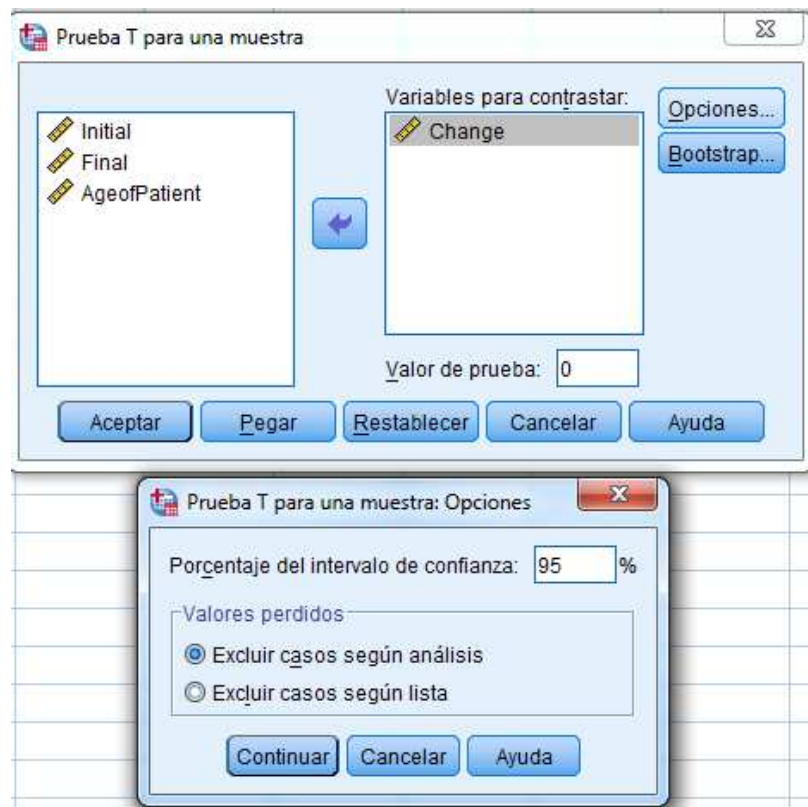 Prueba T para una muestra
Variables para contrastar:
Initial
Final
AgeofPatient
Change
Opciones...
Bootstrap...
Valor de prueba: 0
Aceptar Pegar Restablecer Cancelar Ayuda
Prueba T para una muestra: Opciones
Porcentaje del intervalo de confianza: 95 %
Valores perdidos
Excluir casos según análisis
Excluir casos según lista
Continuar Cancelar Ayuda